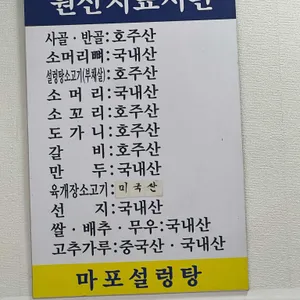 원산지표시판
사골·반골:호주산
소머리뼈:국내산
설렁탕소고기(부채살):호주산
소머리:국내산
소꼬리:호주산
도가니:호주산
갈비:호주산
만두:국내산
육개장소고기:미국산
선지:국내산
쌀·배추·무우:국내산
고추가루:중국산·국내산
마포설렁탕